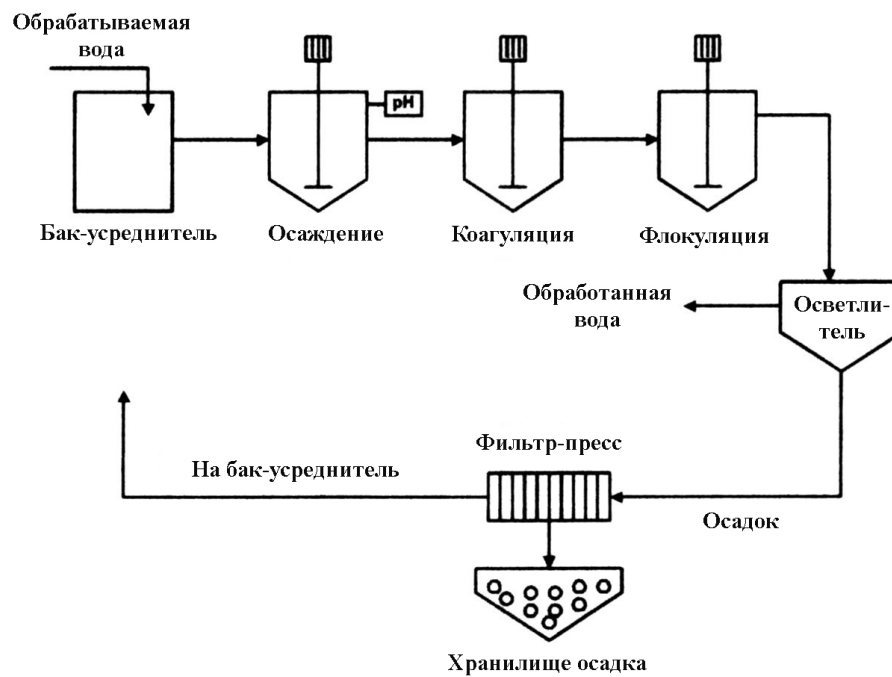 Обрабатываемая
вода
pH
Бак-усреднитель
Осаждение
Коагуляция
Флокуляция
Обработанная
вода
Осветли-
тель
Фильтр-пресс
На бак-усреднитель
Осадок
Хранилище осадка